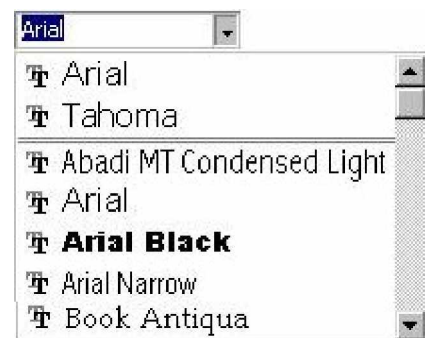 Arial
Arial
Tahoma
Abadi MT Condensed Light
Arial
Arial Black
Arial Narrow
Book Antiqua